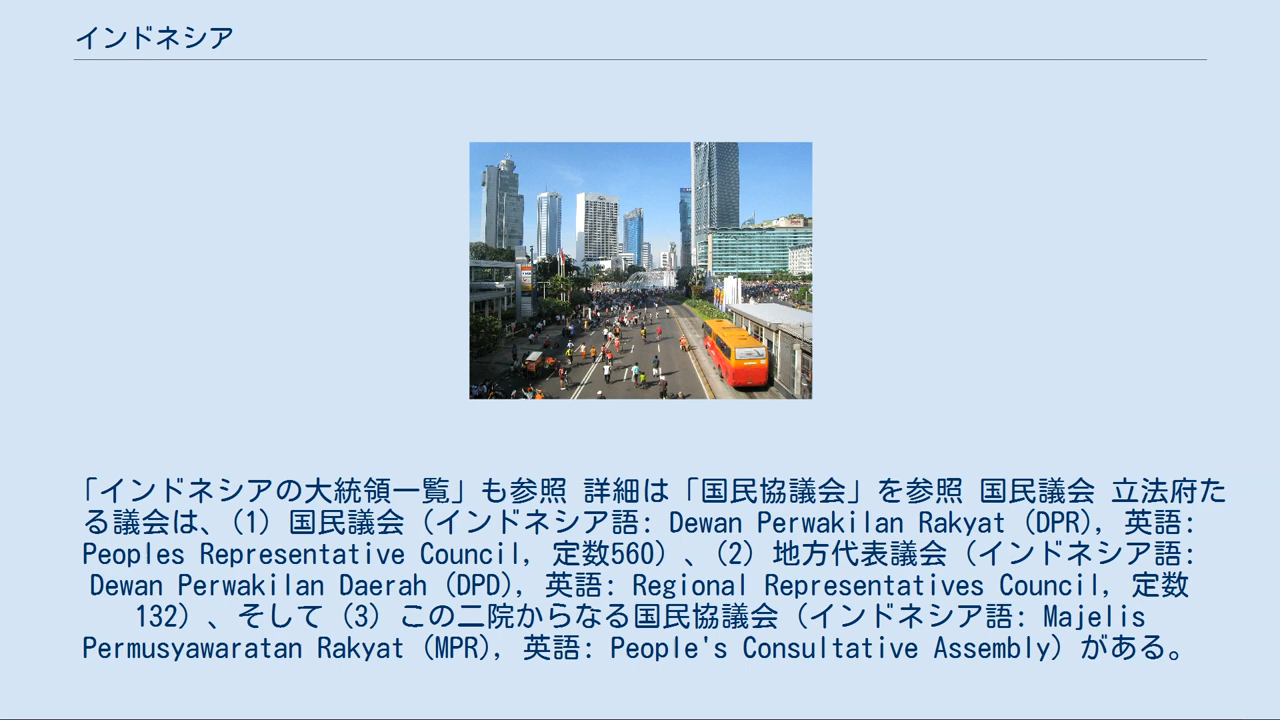 インドネシア
「インドネシアの大統領一覧」も参照 詳細は「国民協議会」を参照 国民議会 立法府た
る議会は、（1）国民議会（インドネシア語: Dewan Perwakilan Rakyat (DPR), 英語:
Peoples Representative Council, 定数560）、（2）地方代表議会（インドネシア語:
Dewan Perwakilan Daerah (DPD), 英語: Regional Representatives Council, 定数
132）、そして（3）この二院からなる国民協議会（インドネシア語: Majelis
Permusyawaratan Rakyat (MPR), 英語: People's Consultative Assembly）がある。